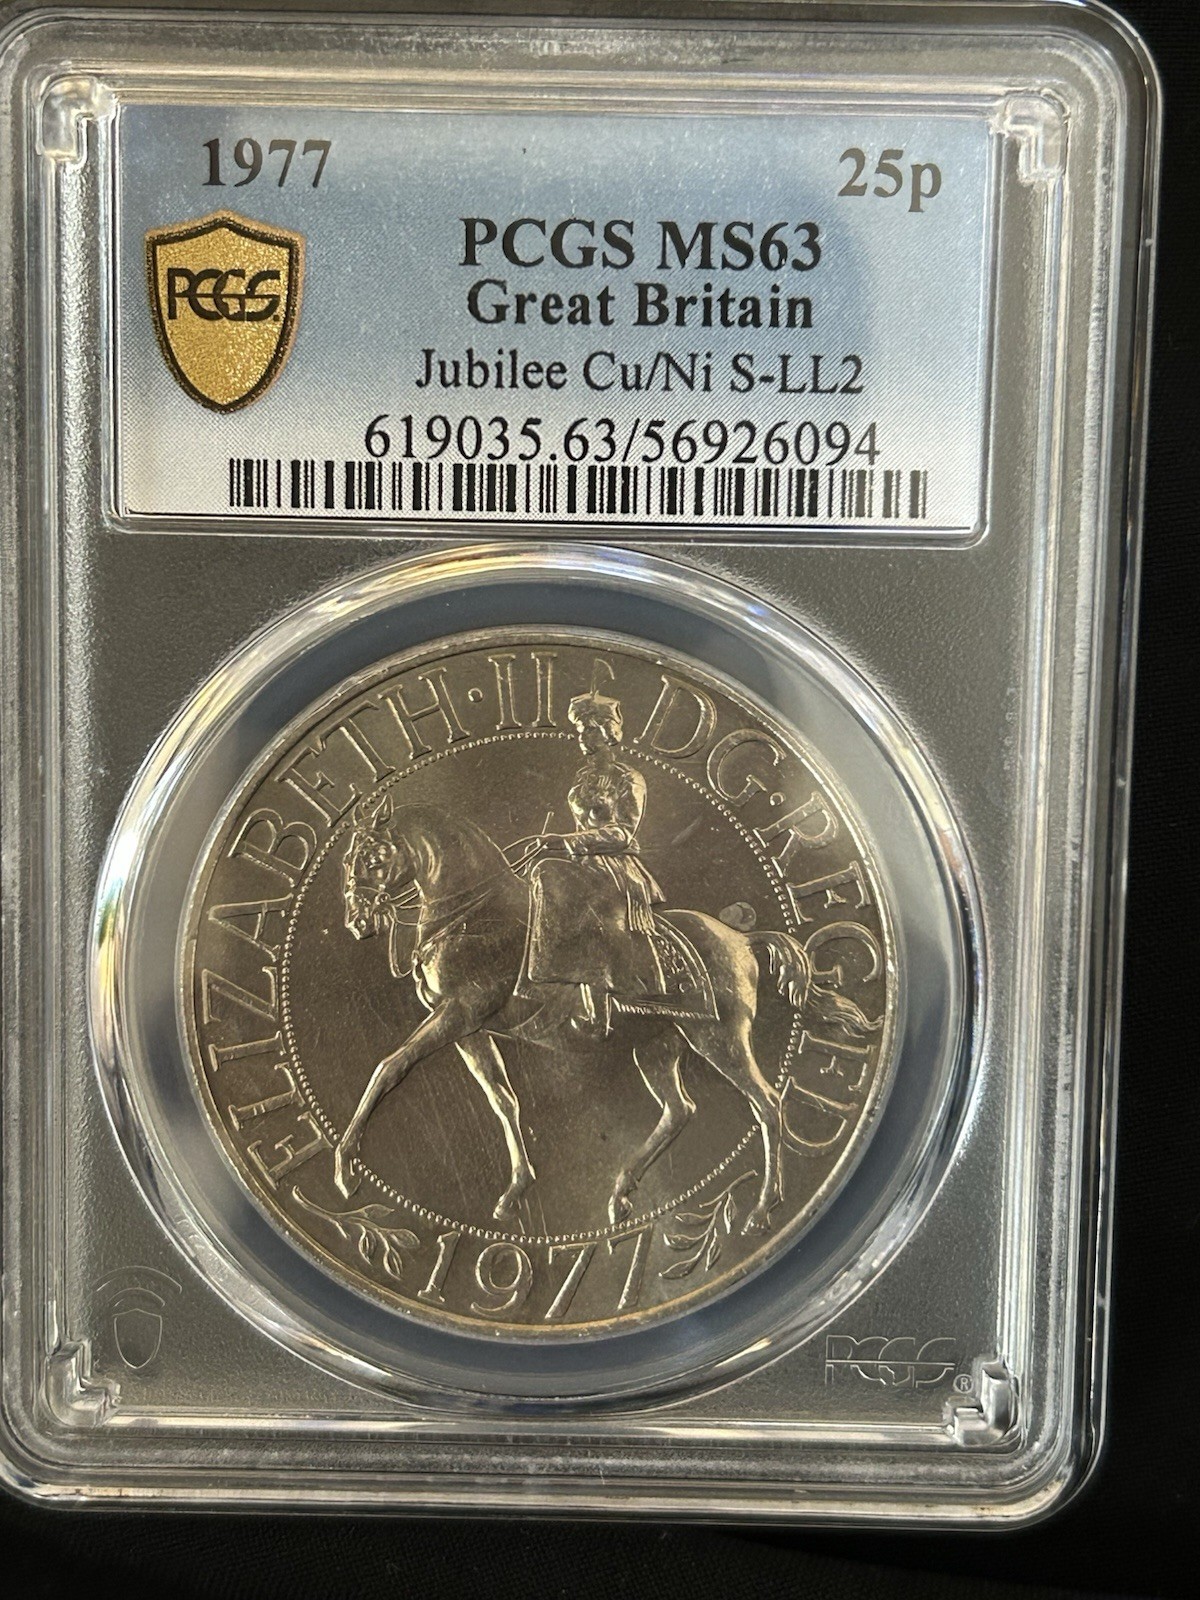 1977 25p
PCGS MS63
Great Britain
PCGS
Jubilee Cu/Ni S-LL2
619035.63/56926094
ELIZABETH·II DG·REG·FD
1977
PCGS®